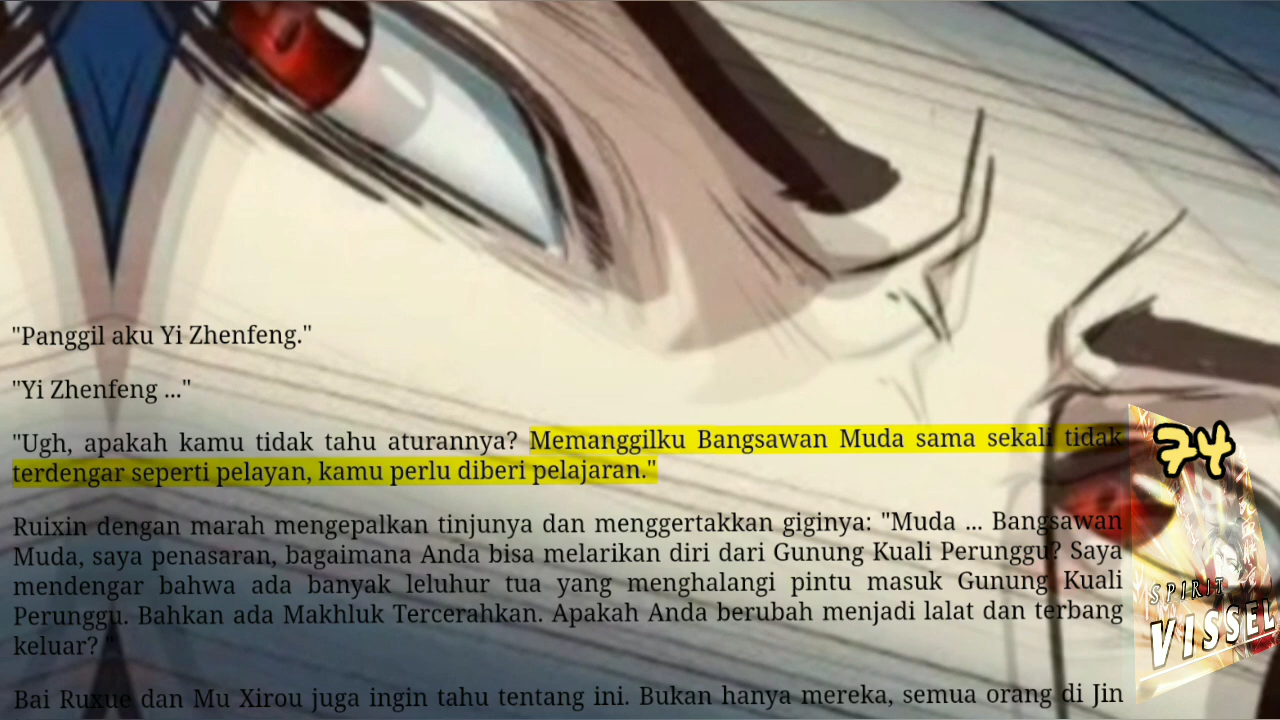 "Panggil aku Yi Zhenfeng."
"Yi Zhenfeng ..."
"Ugh, apakah kamu tidak tahu aturannya? Memanggilku Bangsawan Muda sama sekali tidak
terdengar seperti pelayan, kamu perlu diberi pelajaran."
Ruixin dengan marah mengepalkan tinjunya dan menggertakkan giginya: "Muda ... Bangsawan
Muda, saya penasaran, bagaimana Anda bisa melarikan diri dari Gunung Kuali Perunggu? Saya
mendengar bahwa ada banyak leluhur tua yang menghalangi pintu masuk Gunung Kuali
Perunggu. Bahkan ada Makhluk Tercerahkan. Apakah Anda berubah menjadi lalat dan terbang
keluar? "
Bai Ruxue dan Mu Xirou juga ingin tahu tentang ini. Bukan hanya mereka, semua orang di Jin
74
SPIRIT
VISSEL